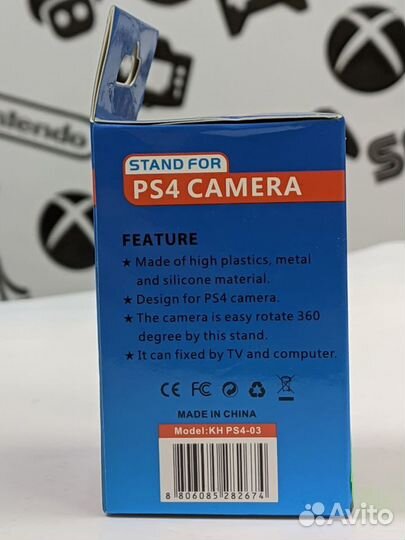 ntendo
STAND FOR
PS4 CAMERA
FEATURE
★ Made of high plastics, metal
and silicone material.
★ Design for PS4 camera.
★ The camera is easy rotate 360
degree by this stand.
★ It can fixed by TV and computer.
CE FC
MADE IN CHINA
Model:KH PS4-03
8 806085 282674
Avito